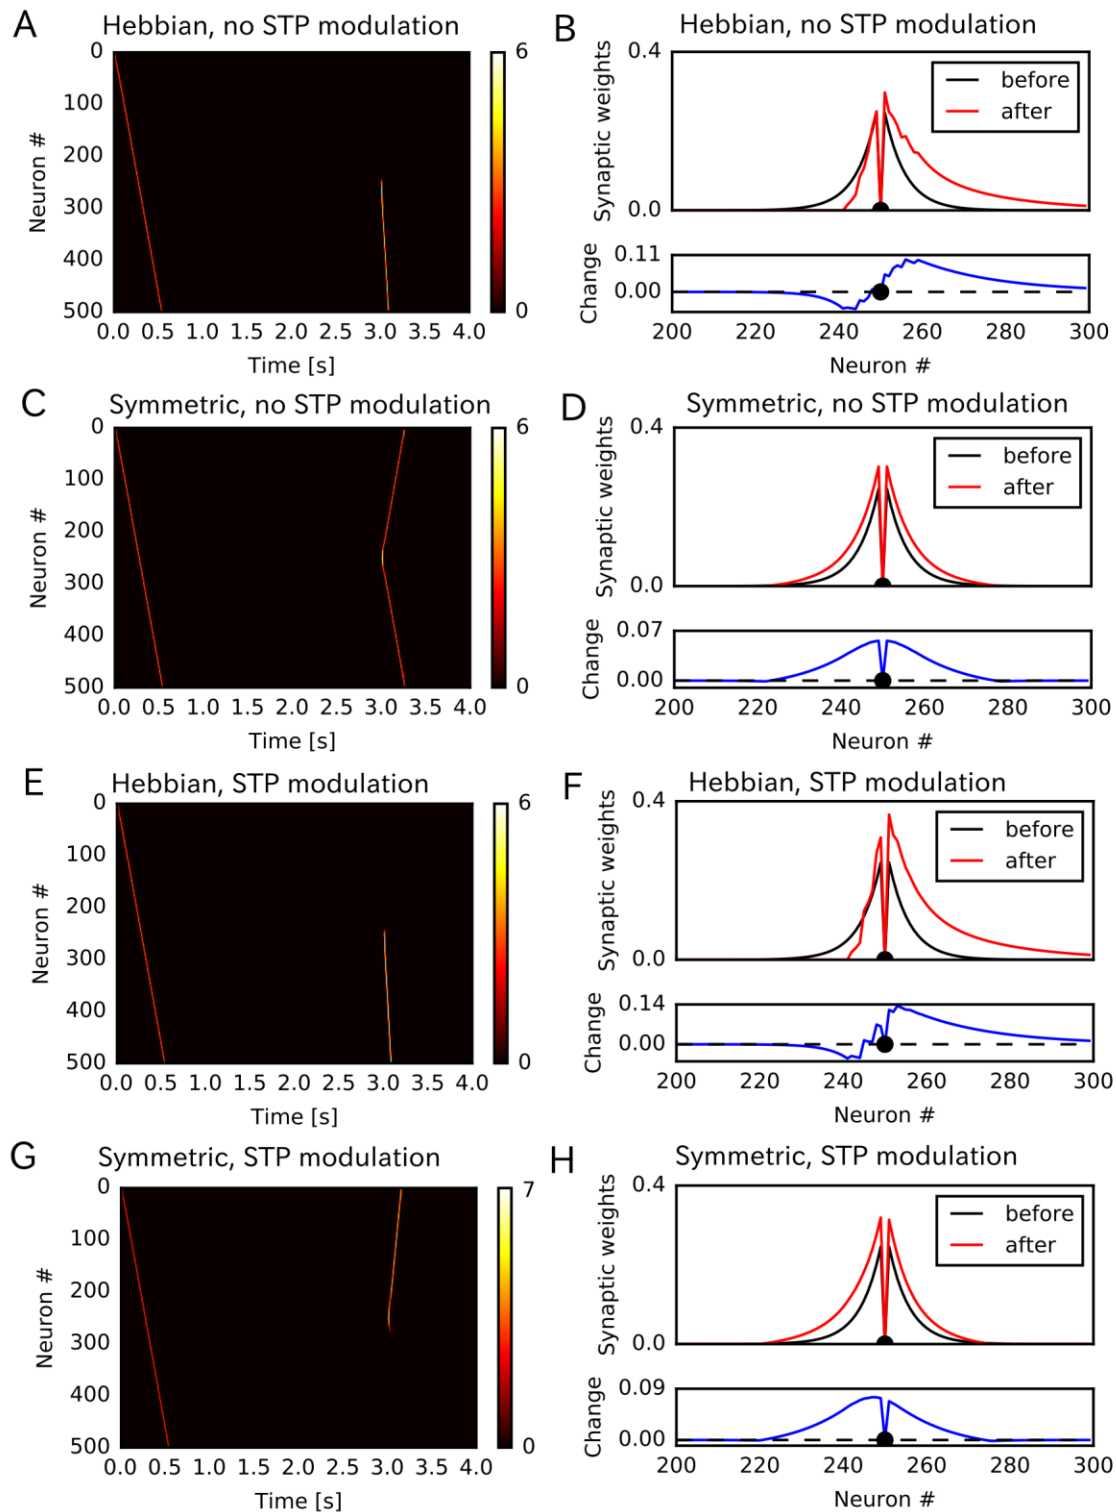 A
Hebbian, no STP modulation
0
100
200
300
400
500
Neuron #
0.0 0.5 1.0 1.5 2.0 2.5 3.0 3.5 4.0
Time [s]
6
0
B
Hebbian, no STP modulation
0.4
0.0
Synaptic weights
before
after
0.11
0.00
Change
200 220 240 260 280 300
Neuron #
C
Symmetric, no STP modulation
0
100
200
300
400
500
Neuron #
0.0 0.5 1.0 1.5 2.0 2.5 3.0 3.5 4.0
Time [s]
6
0
D
Symmetric, no STP modulation
0.4
0.0
Synaptic weights
before
after
0.07
0.00
Change
200 220 240 260 280 300
Neuron #
E
Hebbian, STP modulation
0
100
200
300
400
500
Neuron #
0.0 0.5 1.0 1.5 2.0 2.5 3.0 3.5 4.0
Time [s]
6
0
F
Hebbian, STP modulation
0.4
0.0
Synaptic weights
before
after
0.14
0.00
Change
200 220 240 260 280 300
Neuron #
G
Symmetric, STP modulation
0
100
200
300
400
500
Neuron #
0.0 0.5 1.0 1.5 2.0 2.5 3.0 3.5 4.0
Time [s]
7
0
H
Symmetric, STP modulation
0.4
0.0
Synaptic weights
before
after
0.09
0.00
Change
200 220 240 260 280 300
Neuron #